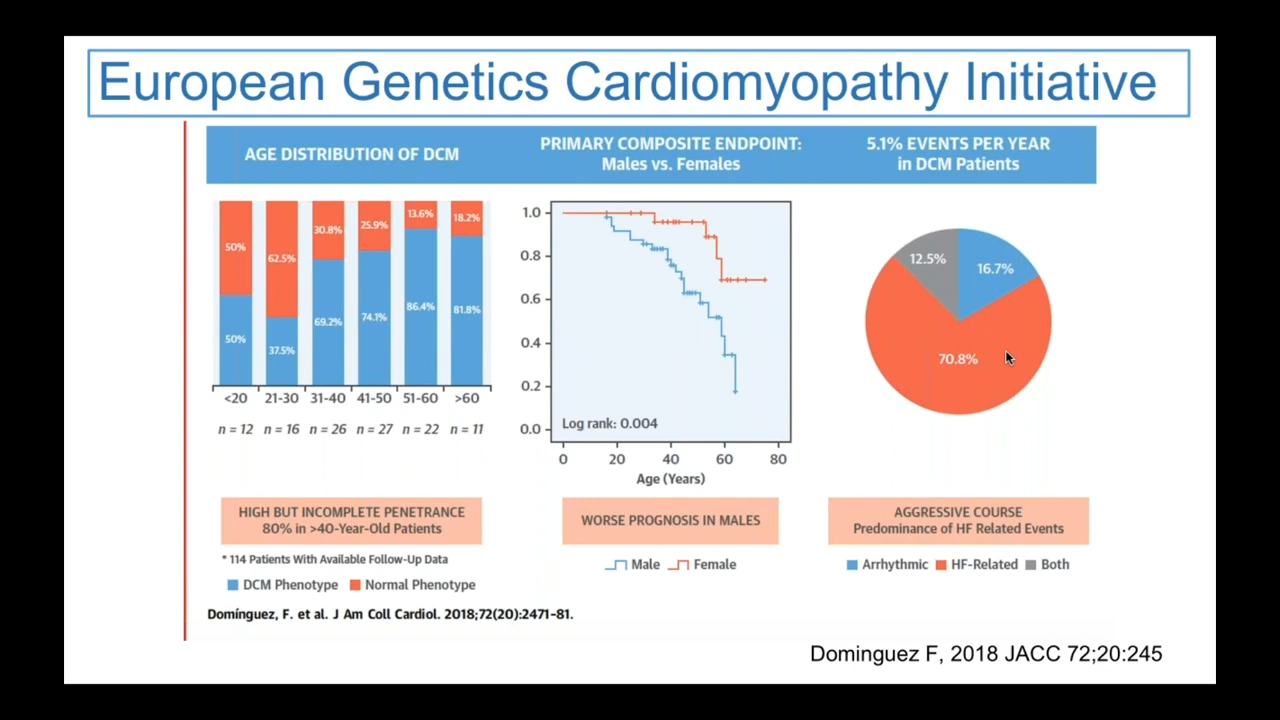 European Genetics Cardiomyopathy Initiative
AGE DISTRIBUTION OF DCM
50%
62.5%
30.8%
25.9%
13.6%
18.2%
50%
37.5%
69.2%
74.1%
86.4%
81.8%
<20 21-30 31-40 41-50 51-60 >60
n = 12 n = 16 n = 26 n = 27 n = 22 n = 11
HIGH BUT INCOMPLETE PENETRANCE
80% in >40-Year-Old Patients
* 114 Patients With Available Follow-Up Data
DCM Phenotype Normal Phenotype
PRIMARY COMPOSITE ENDPOINT:
Males vs. Females
1.0
0.8
0.6
0.4
0.2
0.0
Log rank: 0.004
0 20 40 60 80
Age (Years)
WORSE PROGNOSIS IN MALES
Male Female
5.1% EVENTS PER YEAR
in DCM Patients
12.5%
16.7%
70.8%
AGGRESSIVE COURSE
Predominance of HF Related Events
Arrhythmic HF-Related Both
Domínguez, F. et al. J Am Coll Cardiol. 2018;72(20):2471-81.
Dominguez F, 2018 JACC 72;20:245